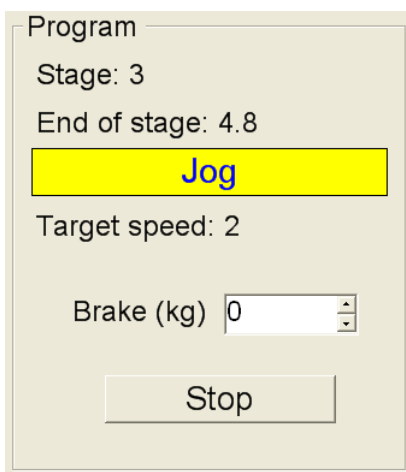 Program
Stage: 3
End of stage: 4.8
Jog
Target speed: 2
Brake (kg) 0
Stop